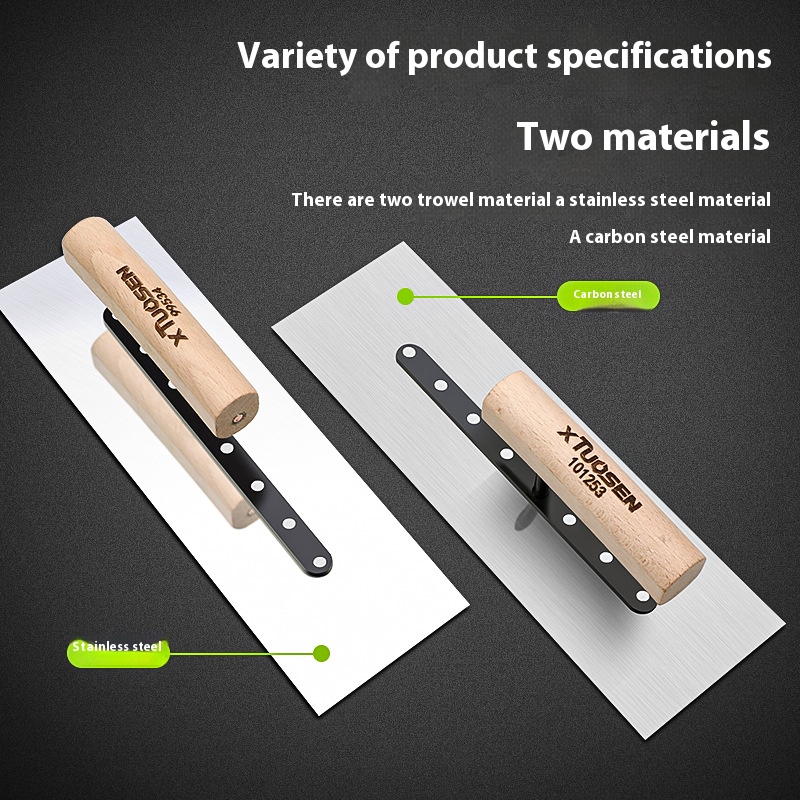 Variety of product specifications
Two materials
There are two trowel material a stainless steel material
A carbon steel material
Carbon steel
XTUOSEN
99534
XTUOSEN
101253
Stainless steel